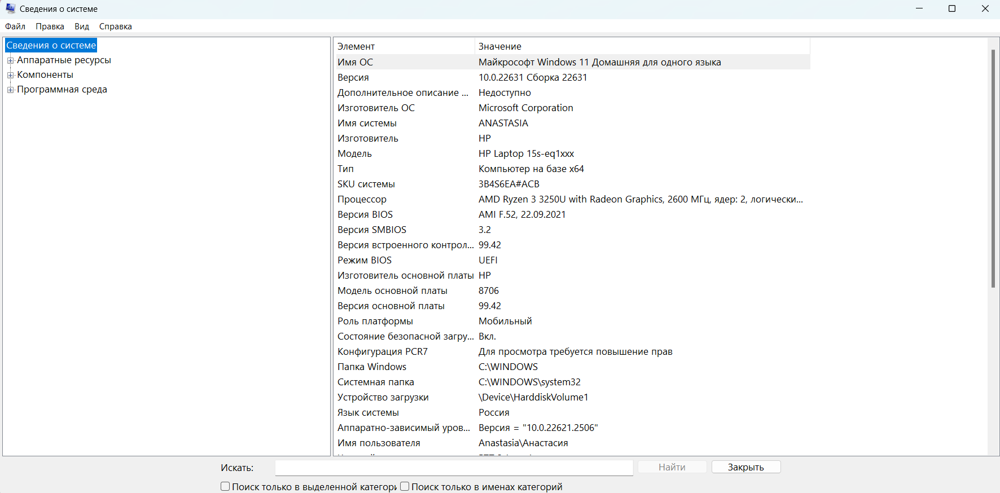 Сведения о системе
Файл Правка Вид Справка
Сведения о системе
Аппаратные ресурсы
Компоненты
Программная среда
Элемент Значение
Имя ОС Майкрософт Windows 11 Домашняя для одного языка
Версия 10.0.22631 Сборка 22631
Дополнительное описание ... Недоступно
Изготовитель ОС Microsoft Corporation
Имя системы ANASTASIA
Изготовитель HP
Модель HP Laptop 15s-eq1xxx
Тип Компьютер на базе x64
SKU системы 3B4S6EA#ACB
Процессор AMD Ryzen 3 3250U with Radeon Graphics, 2600 МГц, ядер: 2, логически...
Версия BIOS AMI F.52, 22.09.2021
Версия SMBIOS 3.2
Версия встроенного контрол... 99.42
Режим BIOS UEFI
Изготовитель основной платы HP
Модель основной платы 8706
Версия основной платы 99.42
Роль платформы Мобильный
Состояние безопасной загру... Вкл.
Конфигурация PCR7 Для просмотра требуется повышение прав
Папка Windows C:\WINDOWS
Системная папка C:\WINDOWS\system32
Устройство загрузки \Device\HarddiskVolume1
Язык системы Россия
Аппаратно-зависимый уров... Версия = "10.0.22621.2506"
Имя пользователя Anastasia\Анастасия
Искать: Найти Закрыть
Поиск только в выделенной категори Поиск только в именах категорий